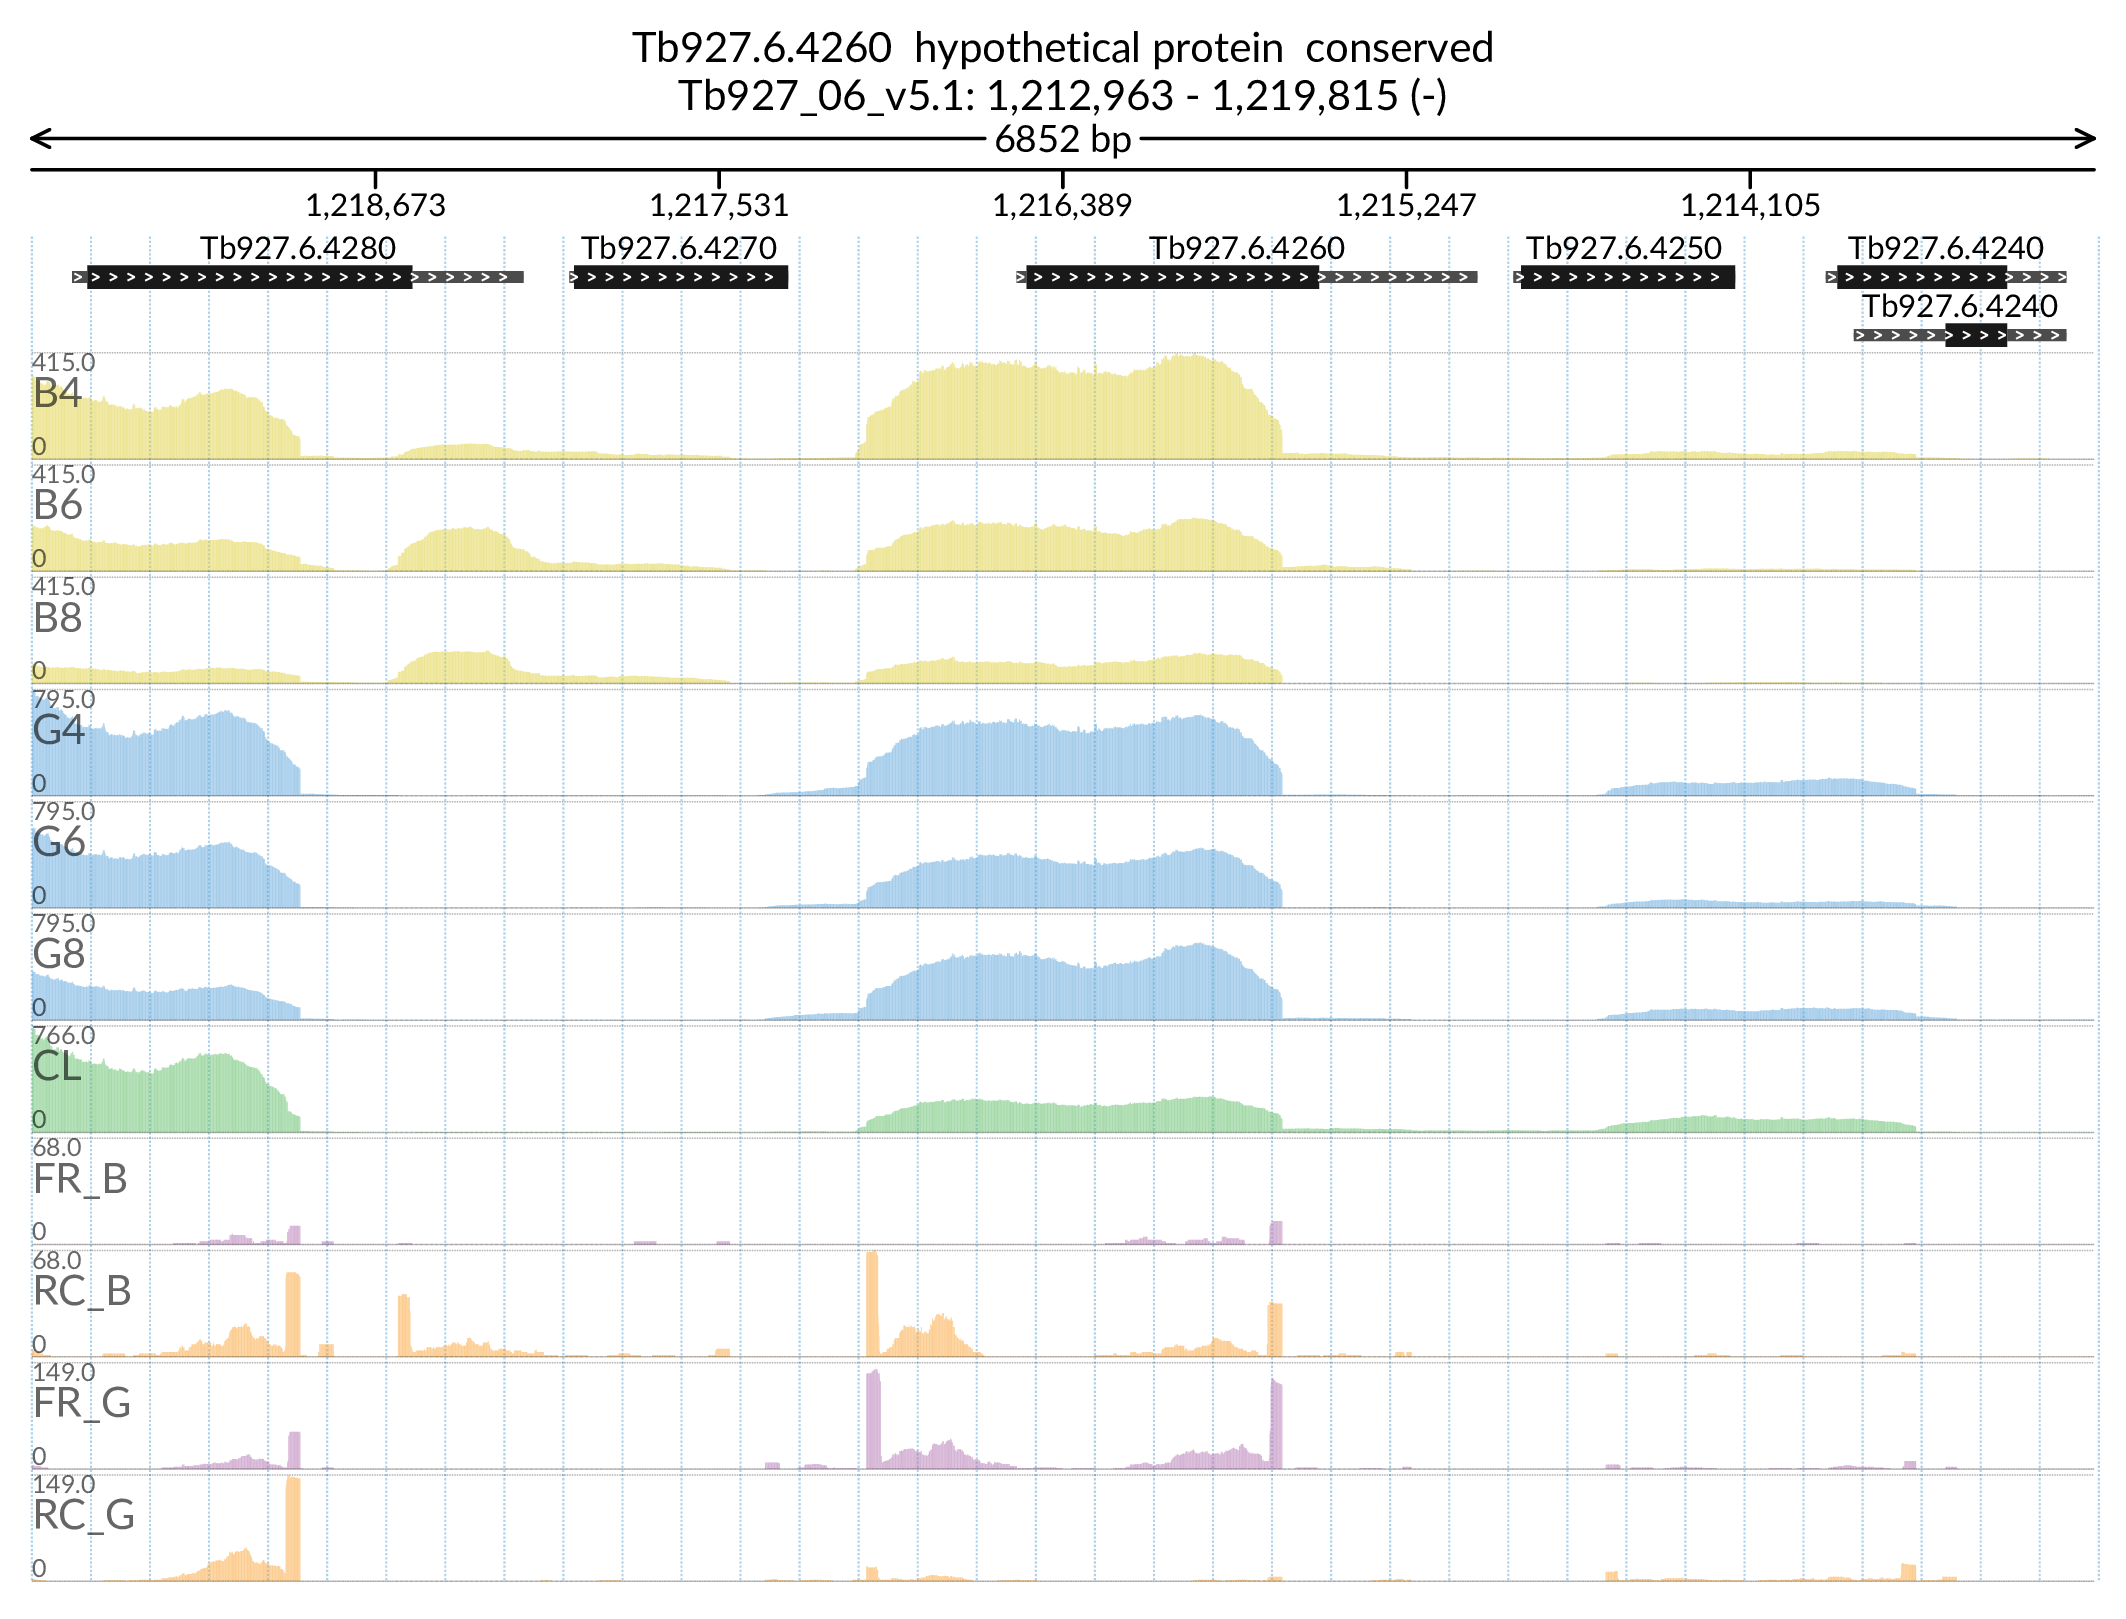 Tb927.6.4260 hypothetical protein conserved
Tb927_06_v5.1: 1,212,963 - 1,219,815 (-)
6852 bp
1,218,673 1,217,531 1,216,389 1,215,247 1,214,105
Tb927.6.4280 Tb927.6.4270 Tb927.6.4260 Tb927.6.4250 Tb927.6.4240
Tb927.6.4240
415.0
B4
0
415.0
B6
0
415.0
B8
0
795.0
G4
0
795.0
G6
0
795.0
G8
0
766.0
CL
0
68.0
FR_B
0
68.0
RC_B
0
149.0
FR_G
0
149.0
RC_G
0